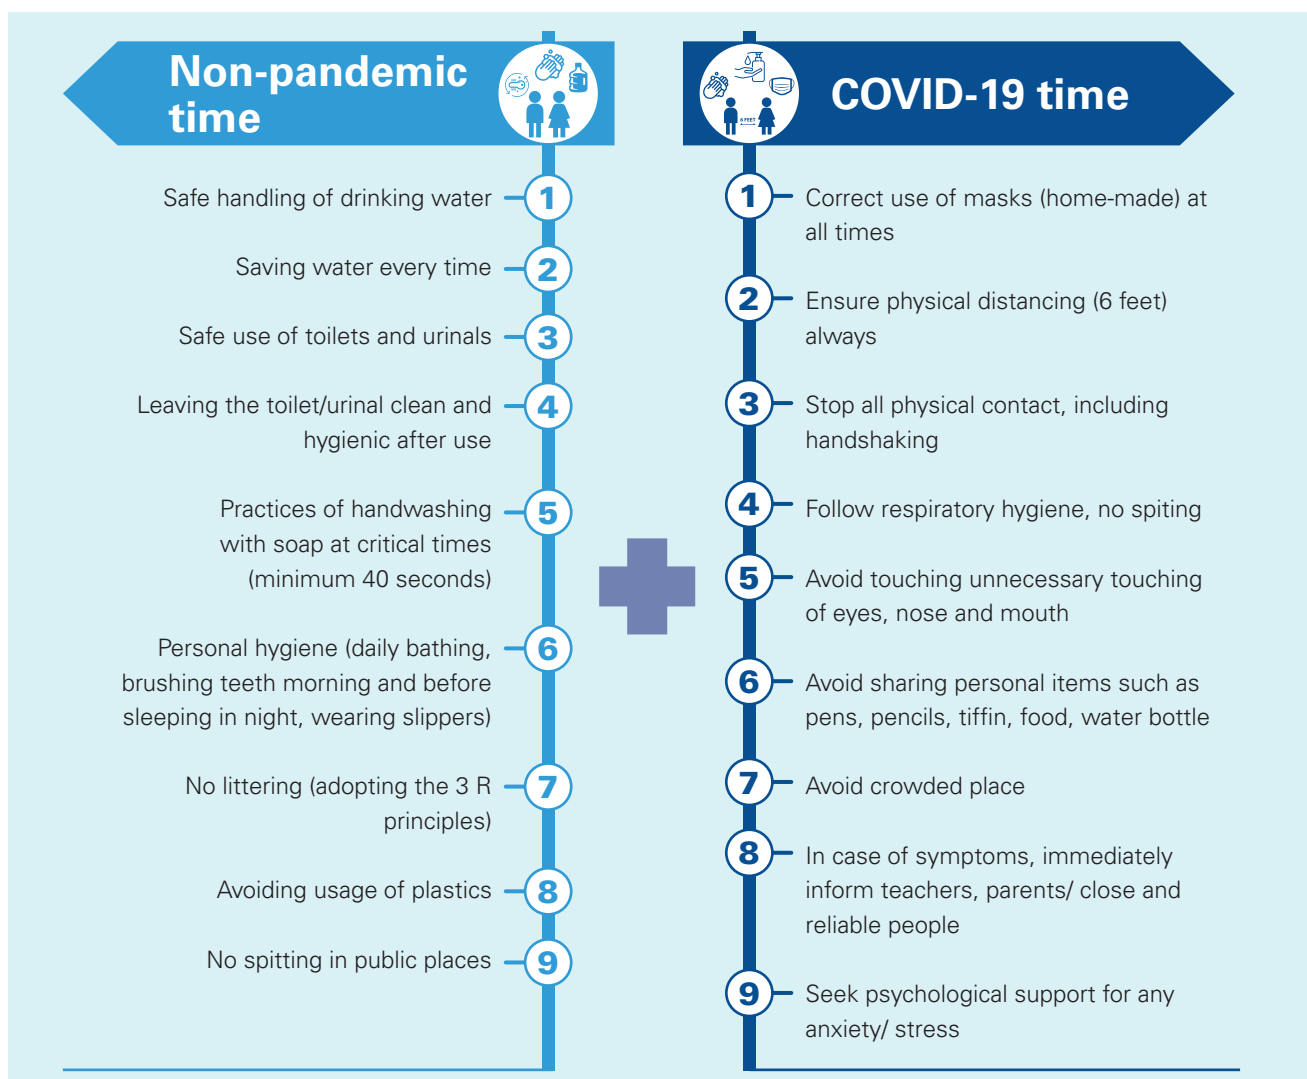 Non-pandemic
time
Safe handling of drinking water
1
Saving water every time
2
Safe use of toilets and urinals
3
Leaving the toilet/urinal clean and
hygienic after use
4
Practices of handwashing
with soap at critical times
(minimum 40 seconds)
5
Personal hygiene (daily bathing,
brushing teeth morning and before
sleeping in night, wearing slippers)
6
No littering (adopting the 3 R
principles)
7
Avoiding usage of plastics
8
No spitting in public places
9
6 FEET
COVID-19 time
1
Correct use of masks (home-made) at
all times
2
Ensure physical distancing (6 feet)
always
3
Stop all physical contact, including
handshaking
4
Follow respiratory hygiene, no spiting
5
Avoid touching unnecessary touching
of eyes, nose and mouth
6
Avoid sharing personal items such as
pens, pencils, tiffin, food, water bottle
7
Avoid crowded place
8
In case of symptoms, immediately
inform teachers, parents/ close and
reliable people
9
Seek psychological support for any
anxiety/ stress